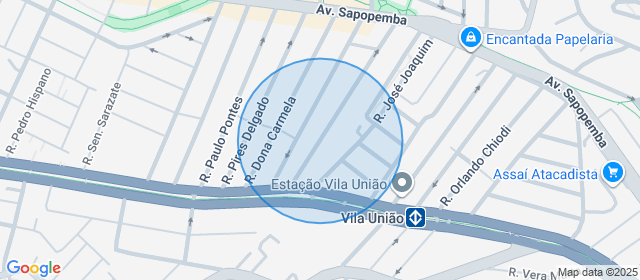 Av. Sapopemba
Encantada Papelaria
Av. Sapopemba
R. Pedro Hispano
R. Sen. Sarazate
R. Paulo Pontes
R. Pires Delgado
R. Dona Carmela
R. José Joaquim
R. Orlando Chiodi
Assaí Atacadista
Estação Vila União
Vila União
Google
R. Vera M
Map data ©2025